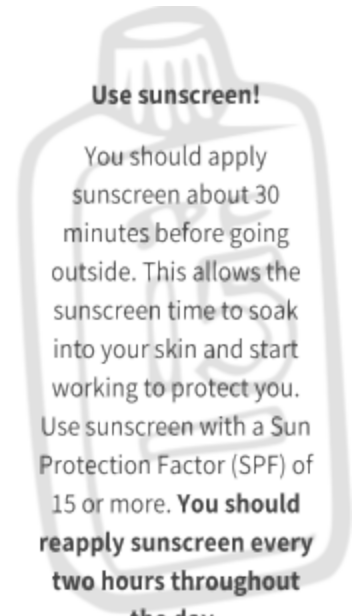 Use sunscreen!
You should apply
sunscreen about 30
minutes before going
outside. This allows the
sunscreen time to soak
into your skin and start
working to protect you.
Use sunscreen with a Sun
Protection Factor (SPF) of
15 or more. You should
reapply sunscreen every
two hours throughout
the day